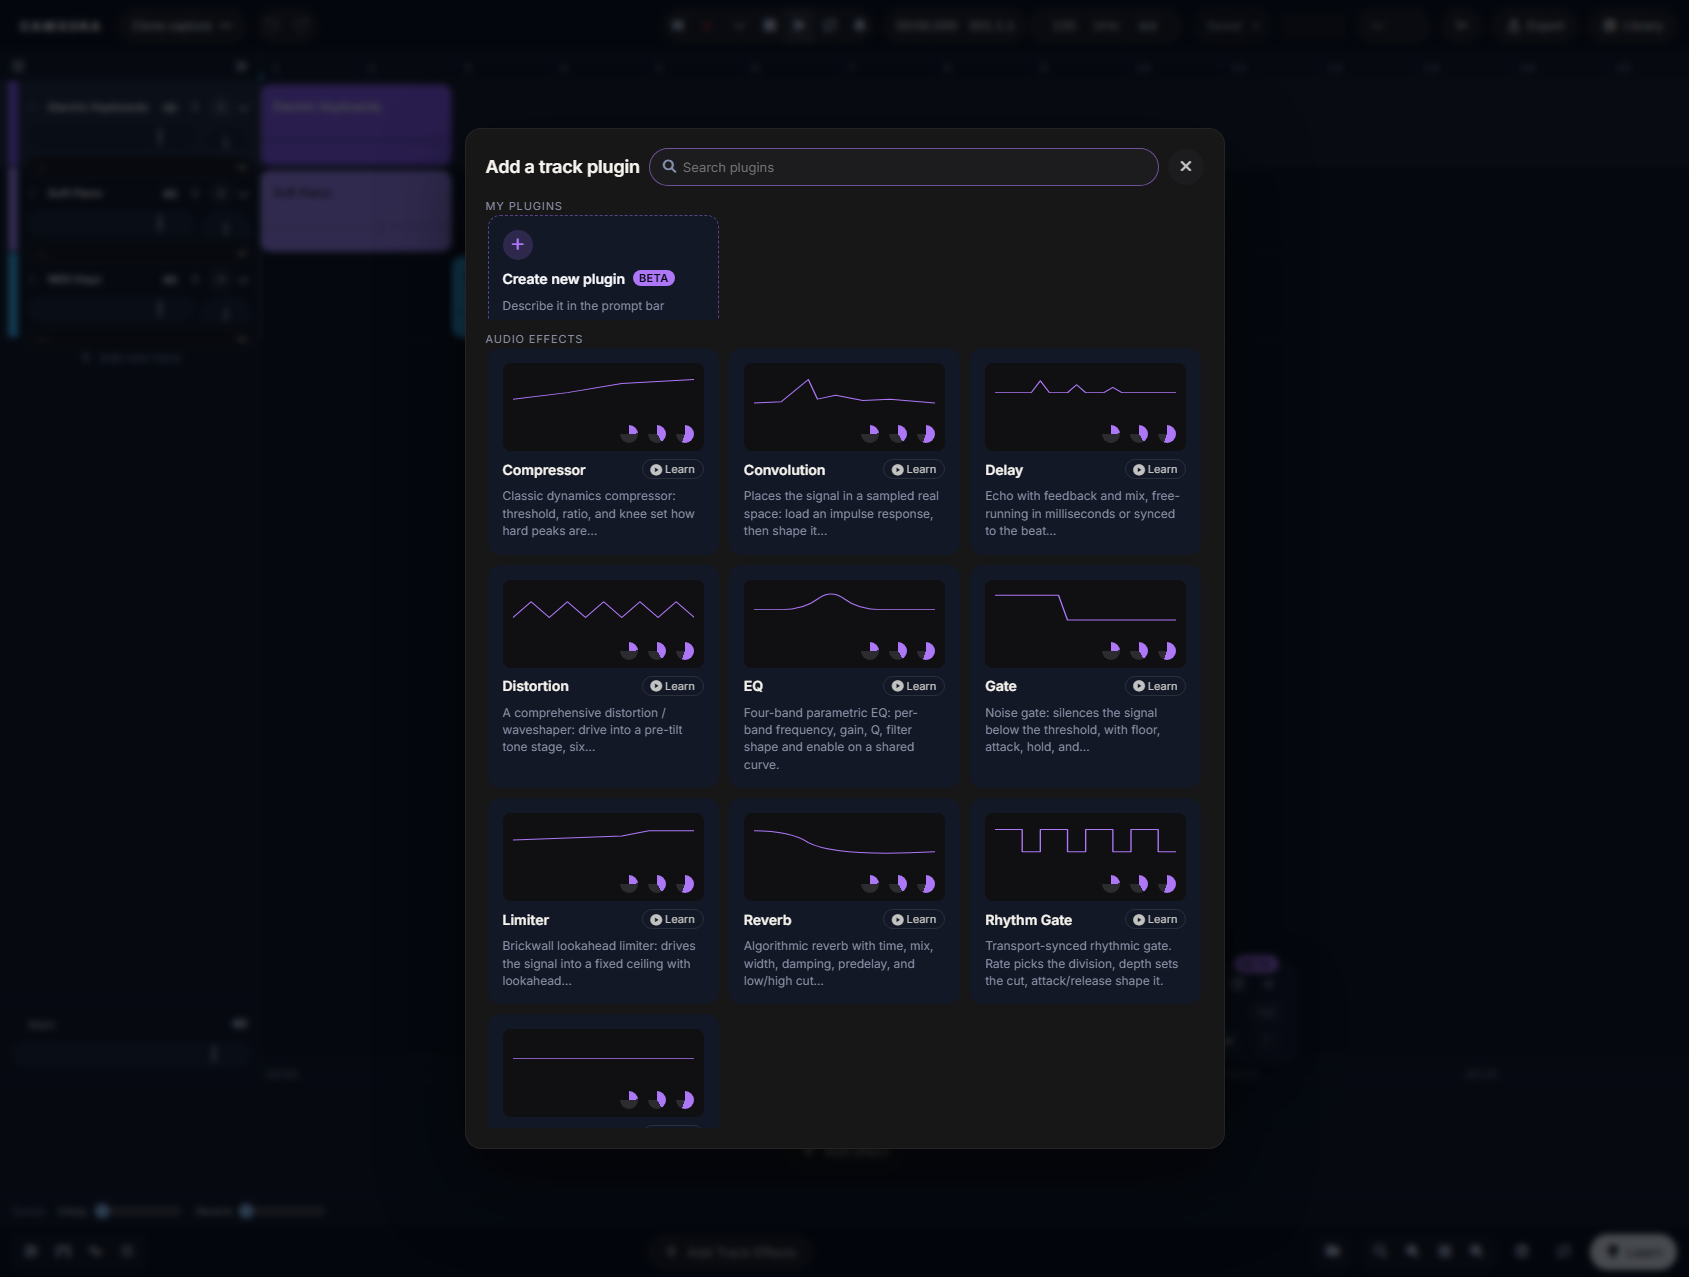 Add a track plugin
Search plugins
MY PLUGINS
Create new plugin BETA
Describe it in the prompt bar
AUDIO EFFECTS
Compressor Learn
Classic dynamics compressor:
threshold, ratio, and knee set how
hard peaks are...
Convolution Learn
Places the signal in a sampled real
space: load an impulse response,
then shape it...
Delay Learn
Echo with feedback and mix, free-
running in milliseconds or synced
to the beat...
Distortion Learn
A comprehensive distortion /
waveshaper: drive into a pre-tilt
tone stage, six...
EQ Learn
Four-band parametric EQ: per-
band frequency, gain, Q, filter
shape and enable on a shared
curve.
Gate Learn
Noise gate: silences the signal
below the threshold, with floor,
attack, hold, and...
Limiter Learn
Brickwall lookahead limiter: drives
the signal into a fixed ceiling with
lookahead...
Reverb Learn
Algorithmic reverb with time, mix,
width, damping, predelay, and
low/high cut...
Rhythm Gate Learn
Transport-synced rhythmic gate.
Rate picks the division, depth sets
the cut, attack/release shape it.